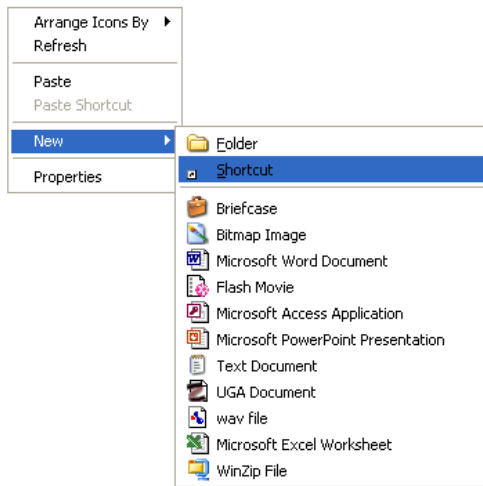 Arrange Icons By
Refresh
Paste
Paste Shortcut
New
Properties
Folder
Shortcut
Briefcase
Bitmap Image
Microsoft Word Document
Flash Movie
Microsoft Access Application
Microsoft PowerPoint Presentation
Text Document
UGA Document
wav file
Microsoft Excel Worksheet
WinZip File